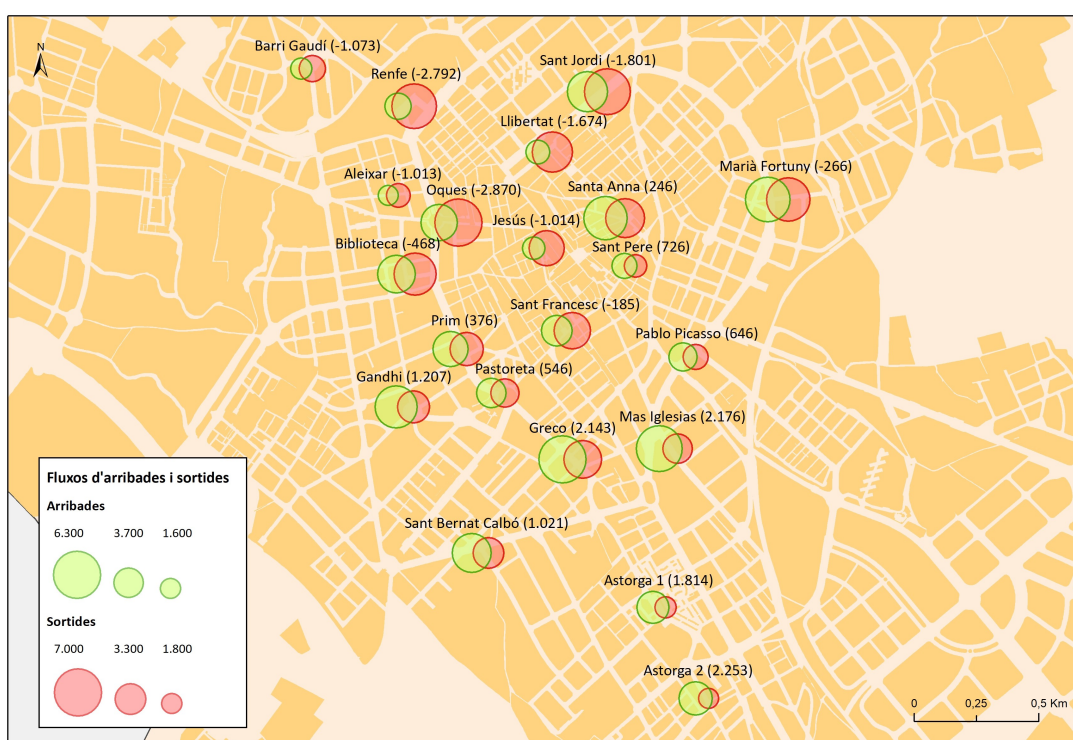 N
Barri Gaudí (-1.073)
Sant Jordi (-1.801)
Renfe (-2.792)
Llibertat (-1.674)
Marià Fortuny (-266)
Aleixar (-1.013)
Oques (-2.870)
Santa Anna (246)
Jesús (-1.014)
Biblioteca (-468)
Sant Pere (726)
Sant Francesc (-185)
Prim (376)
Pablo Picasso (646)
Pastoreta (546)
Gandhi (1.207)
Mas Iglesias (2.176)
Greco (2.143)
Sant Bernat Calbó (1.021)
Astorga 1 (1.814)
Astorga 2 (2.253)
Fluxos d'arribades i sortides
Arribades
6.300 3.700 1.600
Sortides
7.000 3.300 1.800
0 0,25 0,5 Km